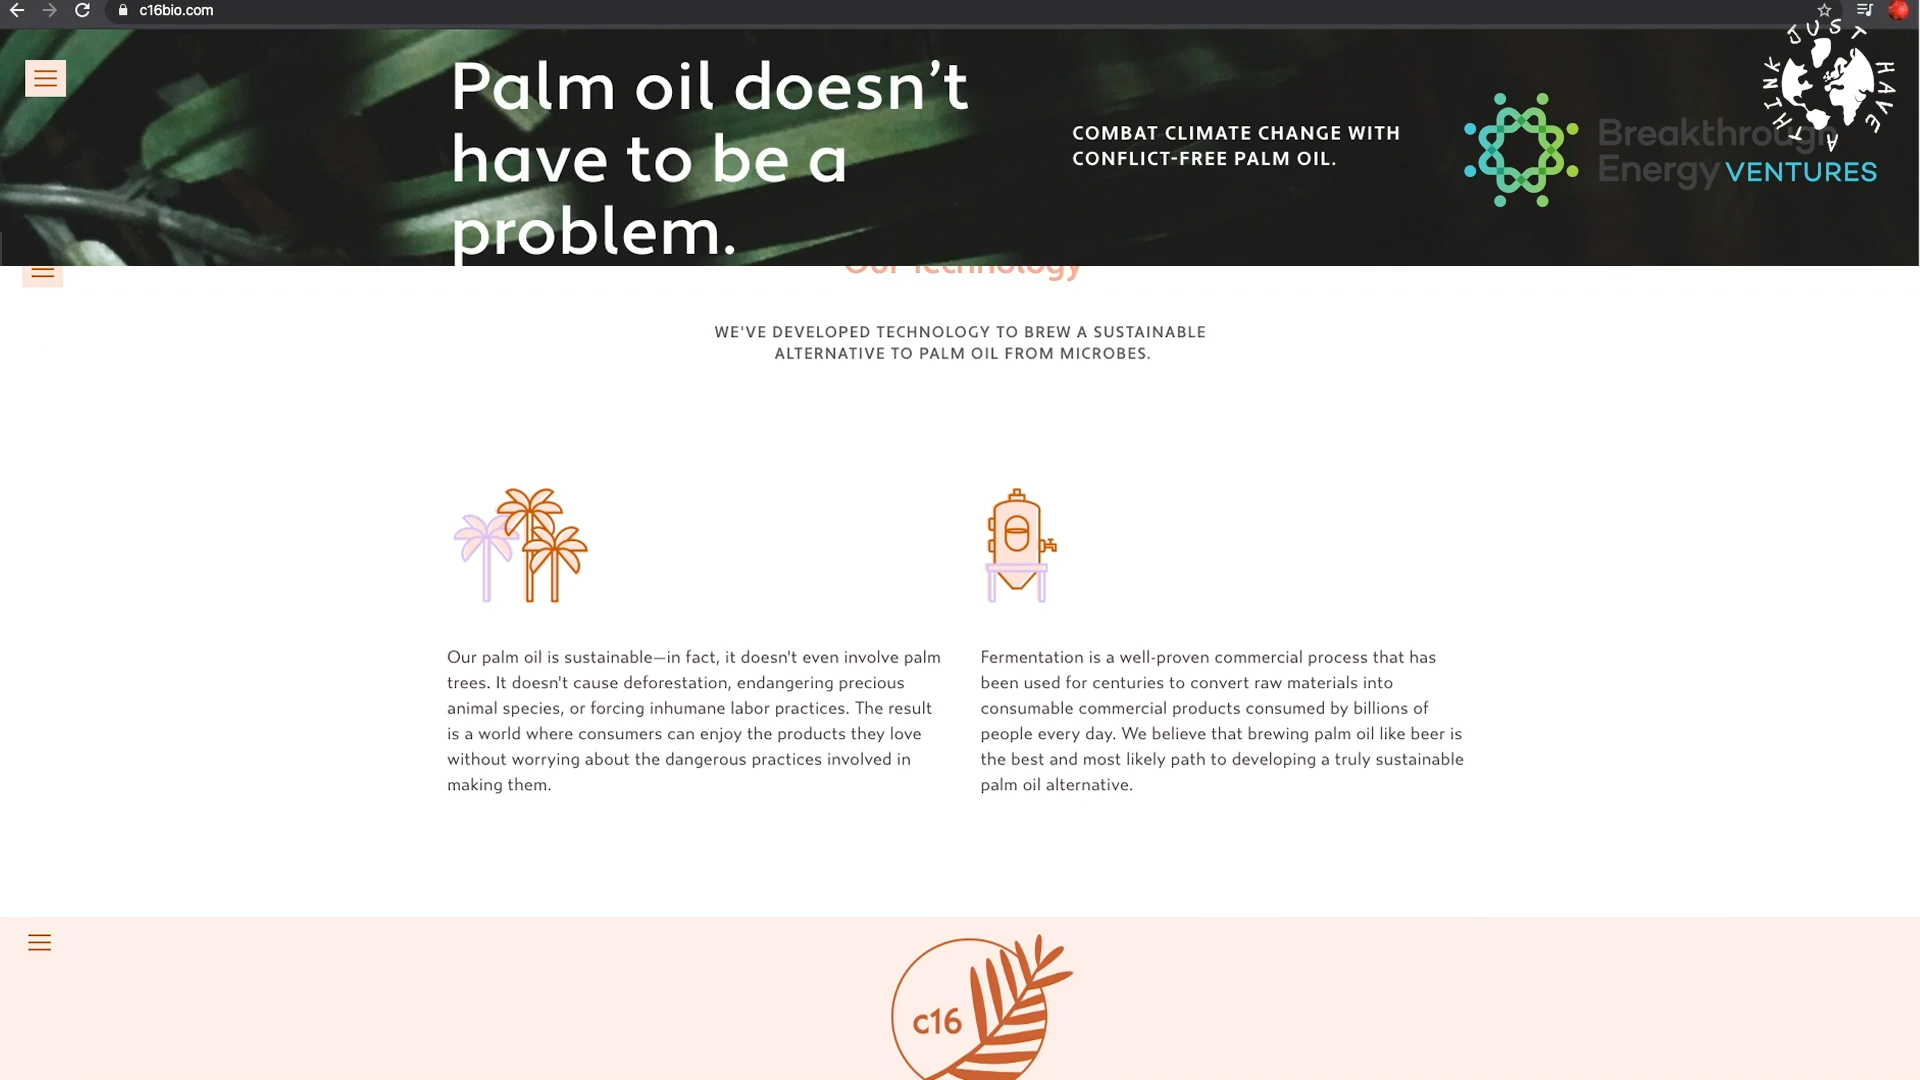 c16bio.com
Palm oil doesn’t
have to be a
problem.
COMBAT CLIMATE CHANGE WITH
CONFLICT-FREE PALM OIL.
Breakthrough
Energy VENTURES
JUST HAVE A THINK
Our Technology
WE'VE DEVELOPED TECHNOLOGY TO BREW A SUSTAINABLE
ALTERNATIVE TO PALM OIL FROM MICROBES.
Our palm oil is sustainable—in fact, it doesn't even involve palm
trees. It doesn't cause deforestation, endangering precious
animal species, or forcing inhumane labor practices. The result
is a world where consumers can enjoy the products they love
without worrying about the dangerous practices involved in
making them.
Fermentation is a well-proven commercial process that has
been used for centuries to convert raw materials into
consumable commercial products consumed by billions of
people every day. We believe that brewing palm oil like beer is
the best and most likely path to developing a truly sustainable
palm oil alternative.
c16